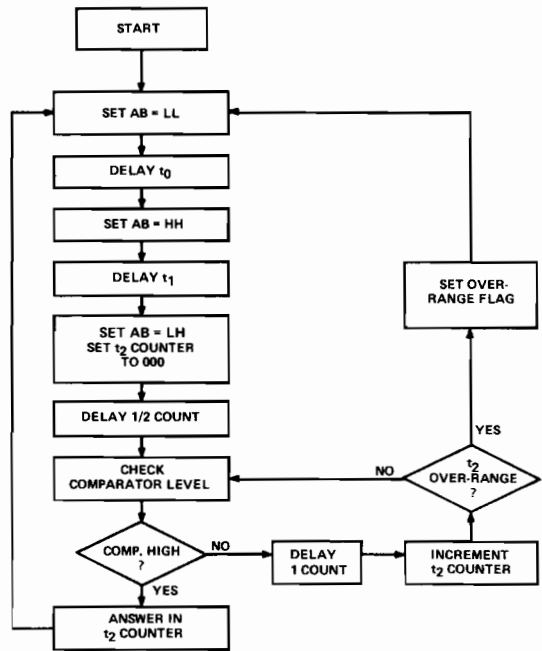 START
SET AB = LL
DELAY t0
SET AB = HH
DELAY t1
SET AB = LH
SET t2 COUNTER
TO 000
DELAY 1/2 COUNT
CHECK
COMPARATOR LEVEL
COMP. HIGH
?
NO
YES
ANSWER IN
t2 COUNTER
DELAY
1 COUNT
INCREMENT
t2 COUNTER
t2
OVER-RANGE
?
NO
YES
SET OVER-
RANGE FLAG